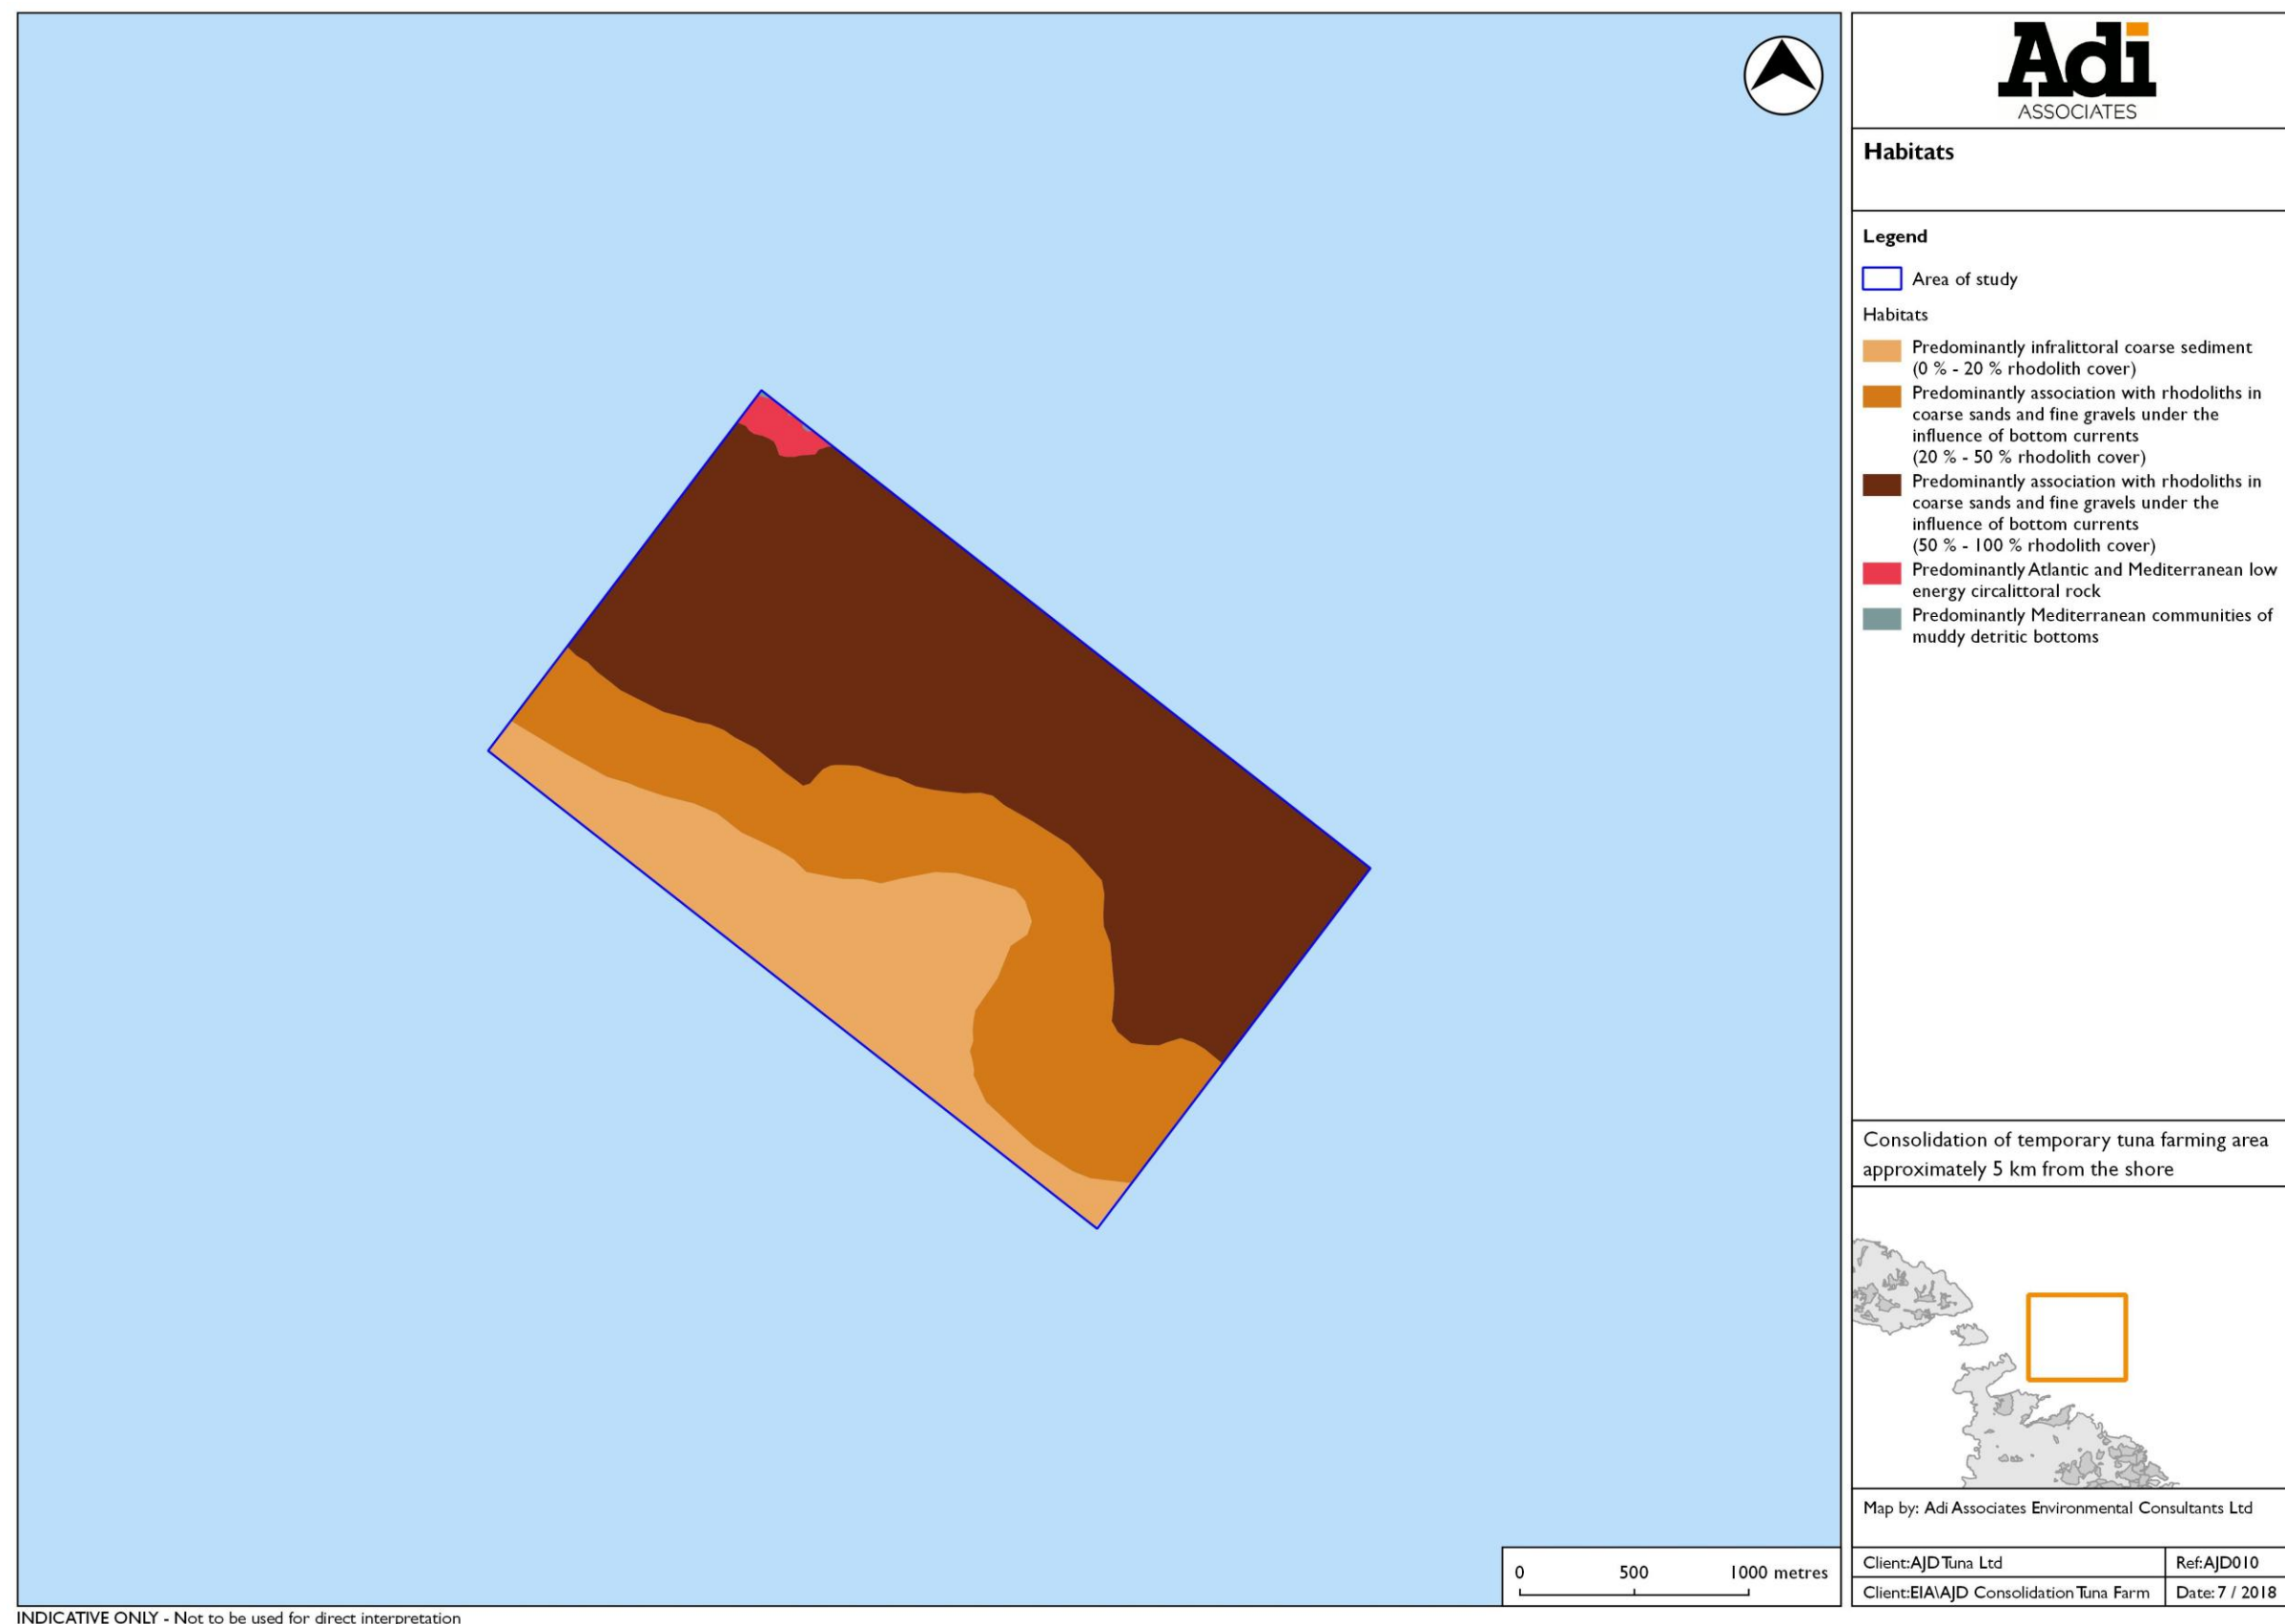 Adi
ASSOCIATES
Habitats
Legend
Area of study
Habitats
Predominantly infralittoral coarse sediment
(0 % - 20 % rhodolith cover)
Predominantly association with rhodoliths in
coarse sands and fine gravels under the
influence of bottom currents
(20 % - 50 % rhodolith cover)
Predominantly association with rhodoliths in
coarse sands and fine gravels under the
influence of bottom currents
(50 % - 100 % rhodolith cover)
Predominantly Atlantic and Mediterranean low
energy circalittoral rock
Predominantly Mediterranean communities of
muddy detritic bottoms
Consolidation of temporary tuna farming area
approximately 5 km from the shore
Map by: Adi Associates Environmental Consultants Ltd
Client:AJD Tuna Ltd
Ref:AJD010
Client:EIA\AJD Consolidation Tuna Farm
Date: 7 / 2018
0 500 1000 metres
INDICATIVE ONLY - Not to be used for direct interpretation